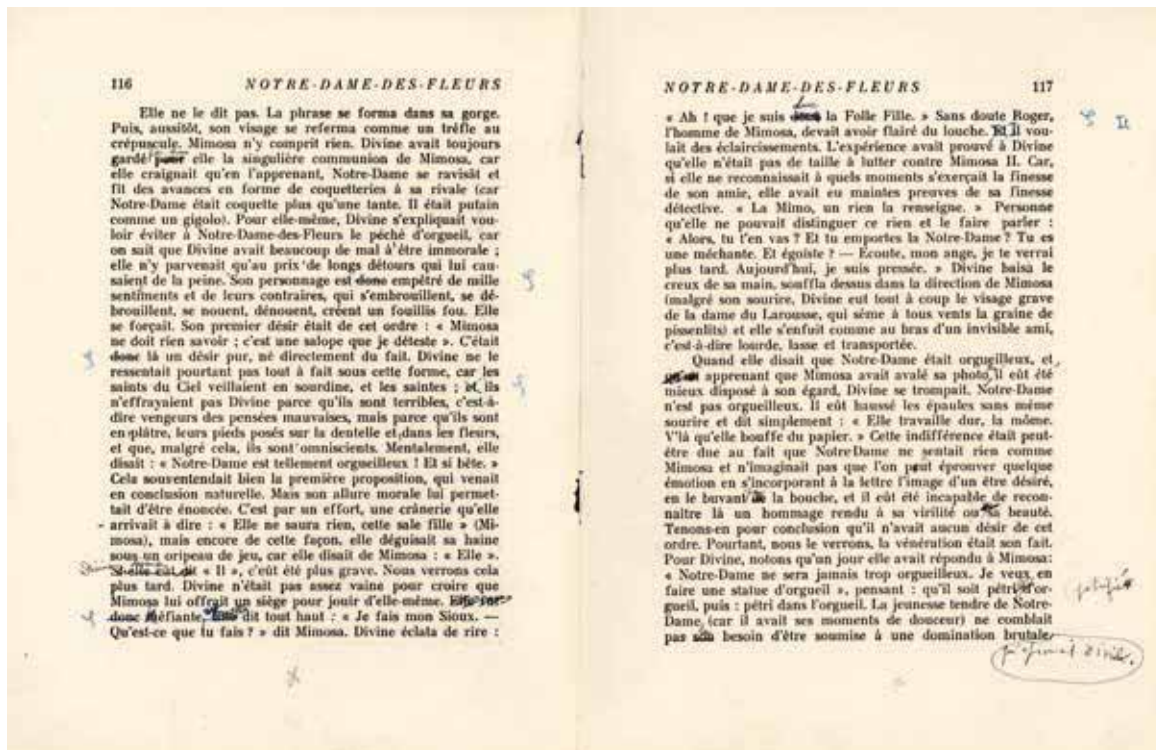 116 NOTRE-DAME-DES-FLEURS
Elle ne le dit pas. La phrase se forma dans sa gorge.
Puis, aussitôt, son visage se referma comme un trèfle au
crépuscule. Mimosa n'y comprit rien. Divine avait toujours
gardé pour elle la singulière communion de Mimosa, car
elle craignait qu'en l'apprenant, Notre-Dame se ravisât et
fît des avances en forme de coquetteries à sa rivale (car
Notre-Dame était coquette plus qu'une tante. Il était putain
comme un gigolo). Pour elle-même, Divine s'expliquait vou-
loir éviter à Notre-Dame-des-Fleurs le péché d'orgueil, car
on sait que Divine avait beaucoup de mal à être immorale ;
elle n'y parvenait qu'au prix de longs détours qui lui cau-
saient de la peine. Son personnage est donc empêtré de mille
sentiments et de leurs contraires, qui s'embrouillent, se dé-
brouillent, se nouent, dénouent, créent un fouillis fou. Elle
se forçait. Son premier désir était de cet ordre : « Mimosa
ne doit rien savoir ; c'est une salope que je déteste ». C'était
donc là un désir pur, né directement du fait. Divine ne le
ressentait pourtant pas tout à fait sous cette forme, car les
saints du Ciel veillaient en sourdine, et les saintes ; et ils
n'effrayaient pas Divine parce qu'ils sont terribles, c'est-à-
dire vengeurs des pensées mauvaises, mais parce qu'ils sont
en plâtre, leurs pieds posés sur la dentelle et dans les fleurs,
et que, malgré cela, ils sont omniscients. Mentalement, elle
disait : « Notre-Dame est tellement orgueilleux ! Et si bête. »
Cela sous-entendait bien la première proposition, qui venait
en conclusion naturelle. Mais son allure morale lui permet-
tait d'être énoncée. C'est par un effort, une crânerie qu'elle
arrivait à dire : « Elle ne saura rien, cette sale fille » (Mi-
mosa), mais encore de cette façon, elle déguisait sa haine
sous un oripeau de jeu, car elle disait de Mimosa : « Elle ».
Si elle eût dit « Il », c'eût été plus grave. Nous verrons cela
plus tard. Divine n'était pas assez vaine pour croire que
Mimosa lui offrait un siège pour jouir d'elle-même. Elle
donc méfiante, dit tout haut : « Je fais mon Sioux. —
Qu'est-ce que tu fais ? » dit Mimosa. Divine éclata de rire :
NOTRE-DAME-DES-FLEURS 117
« Ah ! que je suis la Folle Fille. » Sans doute Roger,
l'homme de Mimosa, devait avoir flairé du louche. Et Il vou- Il
lait des éclaircissements. L'expérience avait prouvé à Divine
qu'elle n'était pas de taille à lutter contre Mimosa II. Car,
si elle ne reconnaissait à quels moments s'exerçait la finesse
de son amie, elle avait eu maintes preuves de sa finesse
détective. « La Mimo, un rien la renseigne. » Personne
qu'elle ne pouvait distinguer ce rien et le faire parler :
« Alors, tu t'en vas ? Et tu emportes la Notre-Dame ? Tu es
une méchante. Et égoïste ? — Ecoute, mon ange, je te verrai
plus tard. Aujourd'hui, je suis pressée. » Divine baisa le
creux de sa main, souffla dessus dans la direction de Mimosa
(malgré son sourire, Divine eut tout à coup le visage grave
de la dame du Larousse, qui sème à tous vents la graine de
pissenlits) et elle s'enfuit comme au bras d'un invisible ami,
c'est-à-dire lourde, lasse et transportée.
Quand elle disait que Notre-Dame était orgueilleux, et
apprenant que Mimosa avait avalé sa photo, il eût été
mieux disposé à son égard, Divine se trompait. Notre-Dame
n'est pas orgueilleux. Il eût haussé les épaules sans même
sourire et dit simplement : « Elle travaille dur, la môme.
V'là qu'elle bouffe du papier. » Cette indifférence était peut-
être due au fait que Notre-Dame ne sentait rien comme
Mimosa et n'imaginait pas que l'on peut éprouver quelque
émotion en s'incorporant à la lettre l'image d'un être désiré,
en le buvant la bouche, et il eût été incapable de recon-
naître là un hommage rendu à sa virilité ou sa beauté.
Tenons-en pour conclusion qu'il n'avait aucun désir de cet
ordre. Pourtant, nous le verrons, la vénération était son fait.
Pour Divine, notons qu'un jour elle avait répondu à Mimosa:
« Notre-Dame ne sera jamais trop orgueilleux. Je veux en
faire une statue d'orgueil », pensant : qu'il soit pétri d'or-
gueil, puis : pétri dans l'orgueil. La jeunesse tendre de Notre-
Dame (car il avait ses moments de douceur) ne comblait
pas son besoin d'être soumise à une domination brutale